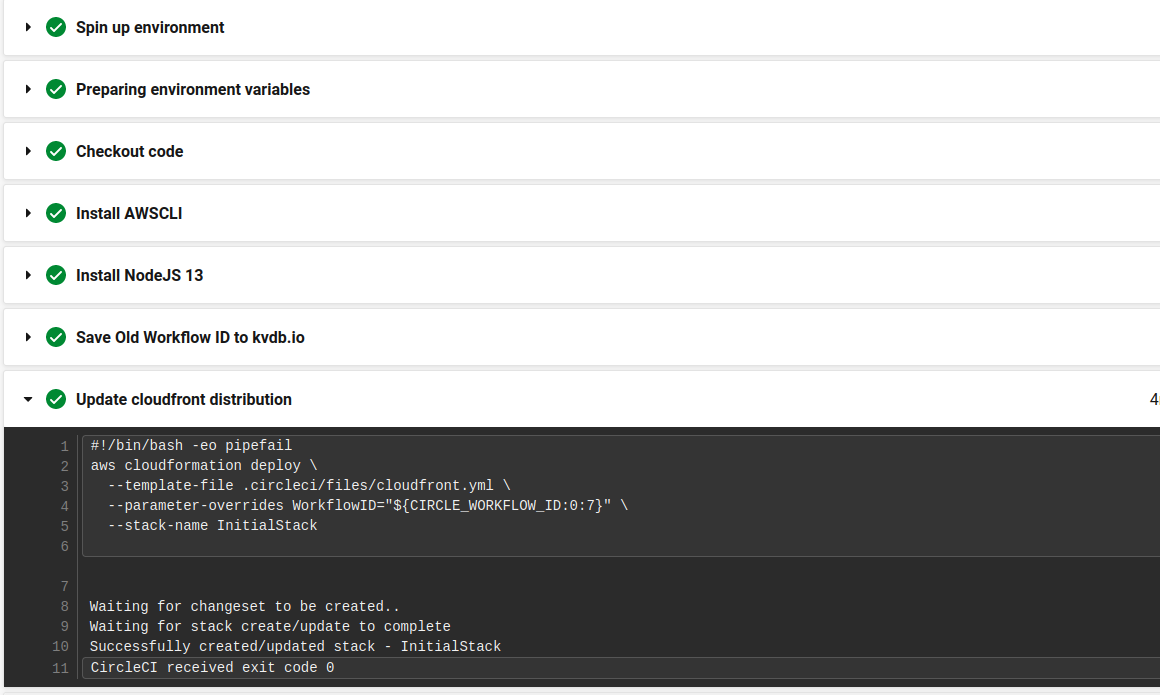 Spin up environment
Preparing environment variables
Checkout code
Install AWSCLI
Install NodeJS 13
Save Old Workflow ID to kvdb.io
Update cloudfront distribution 4
1 #!/bin/bash -eo pipefail
2 aws cloudformation deploy \
3   --template-file .circleci/files/cloudfront.yml \
4   --parameter-overrides WorkflowID="${CIRCLE_WORKFLOW_ID:0:7}" \
5   --stack-name InitialStack
6
7
8 Waiting for changeset to be created..
9 Waiting for stack create/update to complete
10 Successfully created/updated stack - InitialStack
11 CircleCI received exit code 0